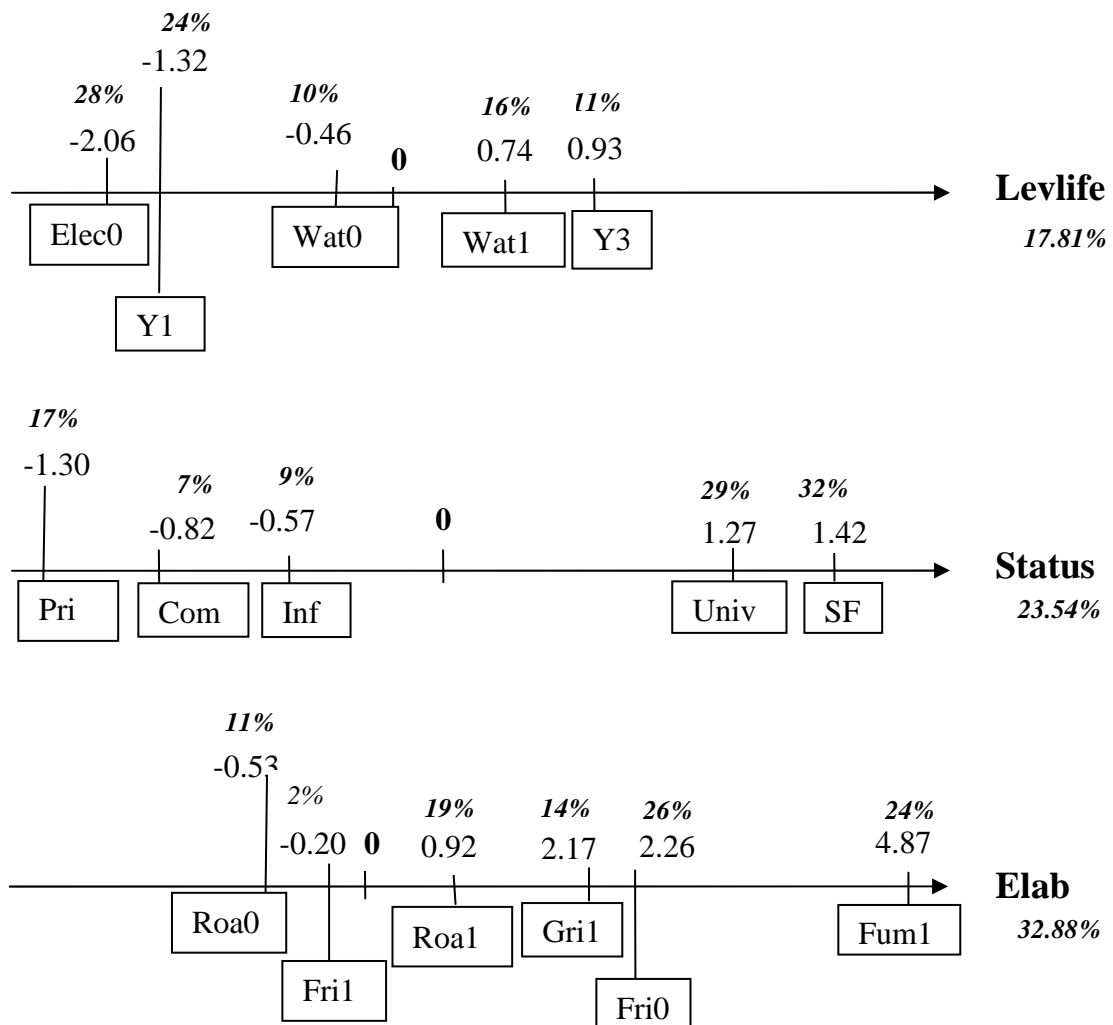 24%
-1.32
28% 10% 16% 11%
-2.06 -0.46 0 0.74 0.93
Levlife
Elec0 Wat0 Wat1 Y3
17.81%
Y1
17%
-1.30 7% 9% 29% 32%
-0.82 -0.57 0 1.27 1.42
Status
Pri Com Inf Univ SF
23.54%
11%
-0.53
2% 19% 14% 26% 24%
-0.20 0 0.92 2.17 2.26 4.87
Elab
Roa0 Roa1 Gri1 Fum1
32.88%
Fri1 Fri0